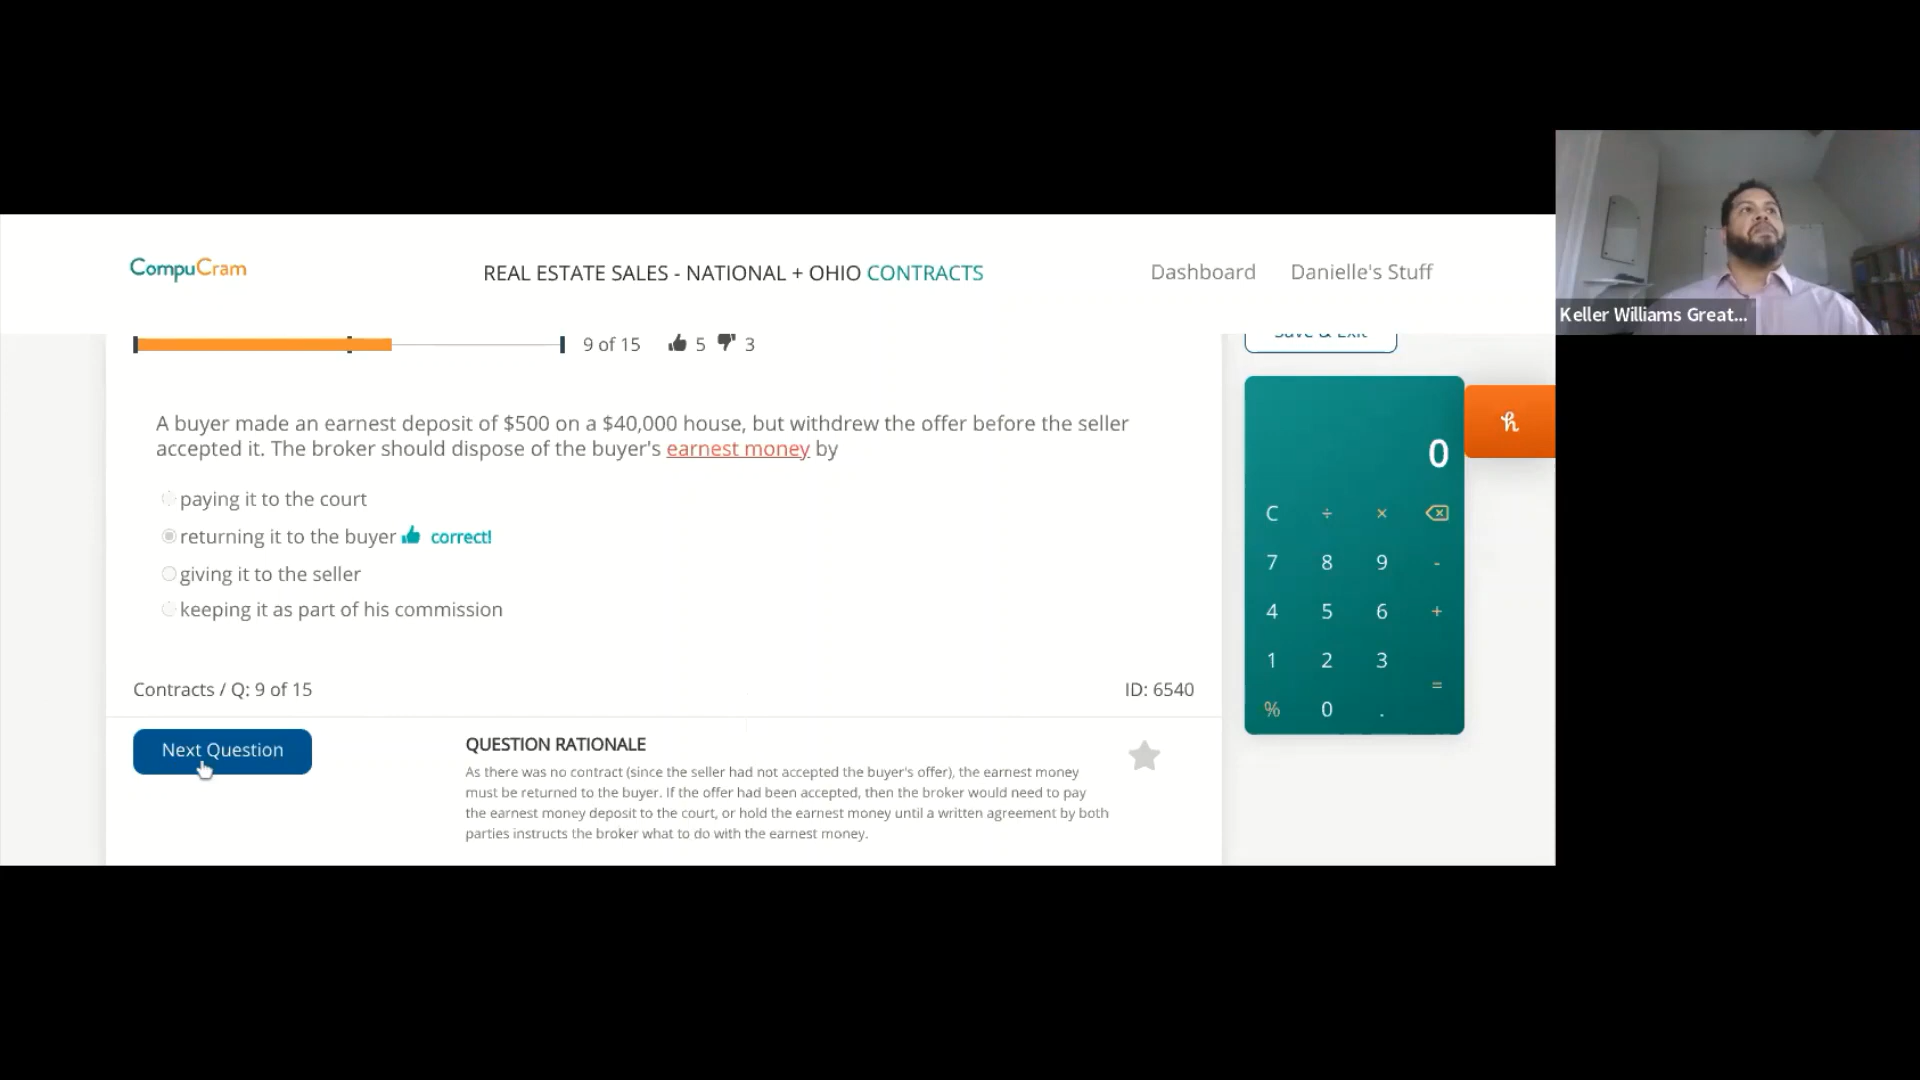 CompuCram
REAL ESTATE SALES - NATIONAL + OHIO CONTRACTS
Dashboard
Danielle's Stuff
Keller Williams Great...
9 of 15
5
3
Save & Exit
A buyer made an earnest deposit of $500 on a $40,000 house, but withdrew the offer before the seller
accepted it. The broker should dispose of the buyer's earnest money by
paying it to the court
returning it to the buyer correct!
giving it to the seller
keeping it as part of his commission
Contracts / Q: 9 of 15
ID: 6540
Next Question
QUESTION RATIONALE
As there was no contract (since the seller had not accepted the buyer's offer), the earnest money
must be returned to the buyer. If the offer had been accepted, then the broker would need to pay
the earnest money deposit to the court, or hold the earnest money until a written agreement by both
parties instructs the broker what to do with the earnest money.
0
h
C ÷ ×
7 8 9 -
4 5 6 +
1 2 3
=
% 0 .